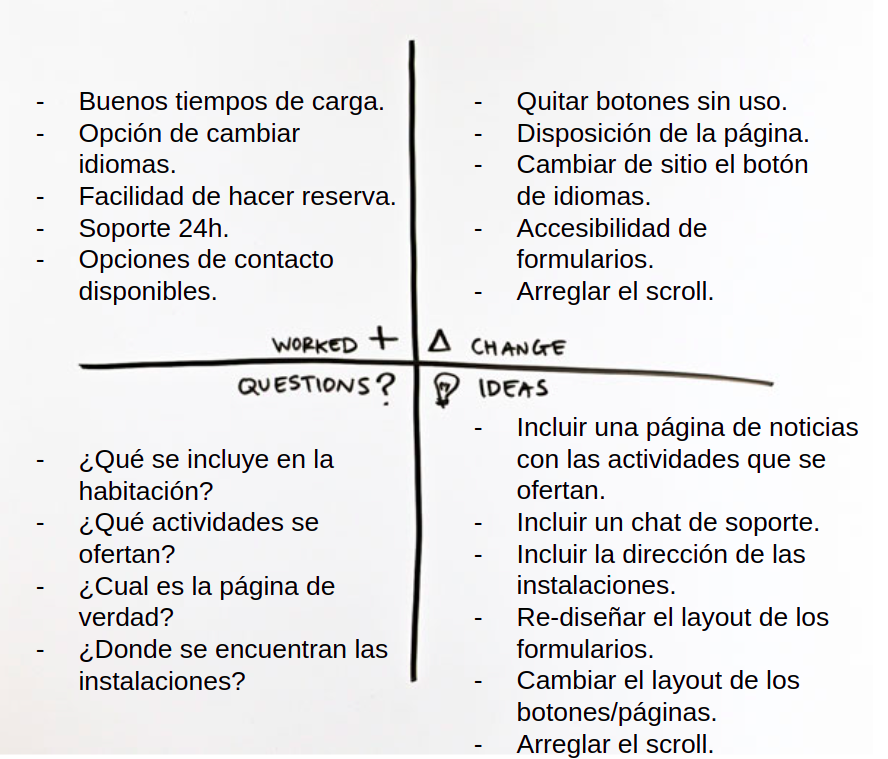 - Buenos tiempos de carga.
- Opción de cambiar
idiomas.
- Facilidad de hacer reserva.
- Soporte 24h.
- Opciones de contacto
disponibles.
- Quitar botones sin uso.
- Disposición de la página.
- Cambiar de sitio el botón
de idiomas.
- Accesibilidad de
formularios.
- Arreglar el scroll.
WORKED +
Δ CHANGE
QUESTIONS?
IDEAS
- ¿Qué se incluye en la
habitación?
- ¿Qué actividades se
ofertan?
- ¿Cual es la página de
verdad?
- ¿Donde se encuentran las
instalaciones?
- Incluir una página de noticias
con las actividades que se
ofertan.
- Incluir un chat de soporte.
- Incluir la dirección de las
instalaciones.
- Re-diseñar el layout de los
formularios.
- Cambiar el layout de los
botones/páginas.
- Arreglar el scroll.